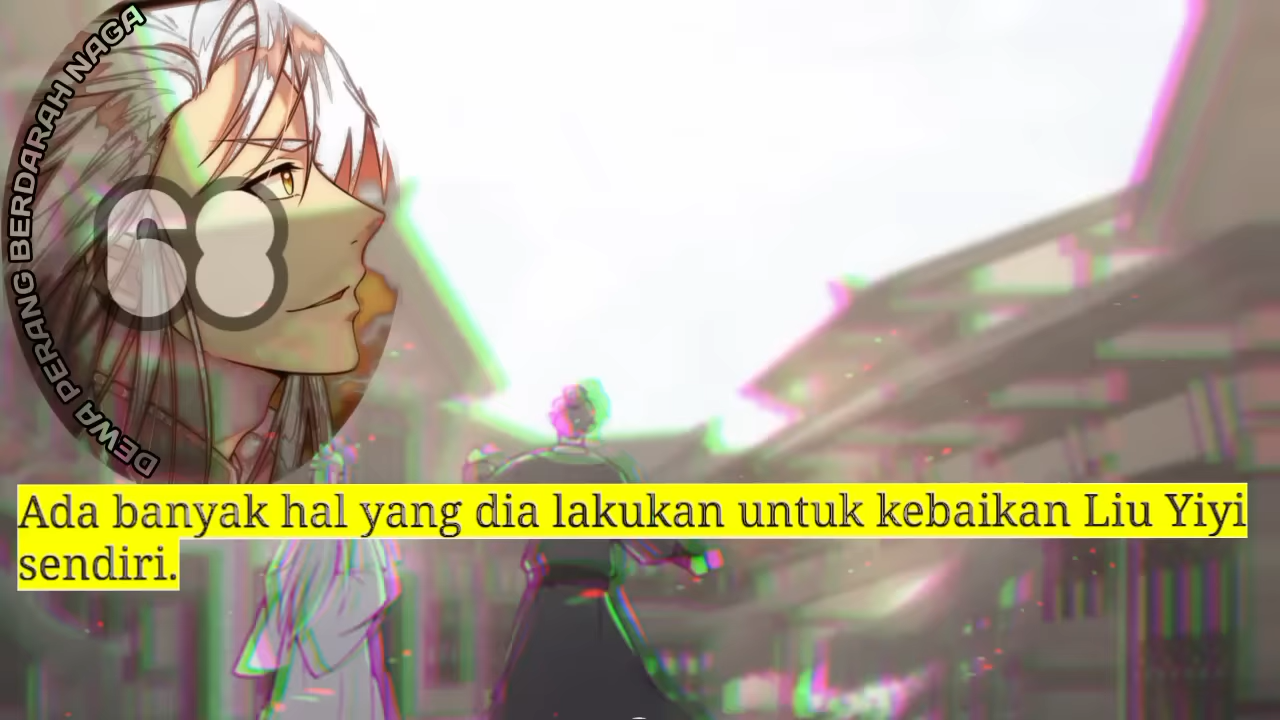 DEWA PERANG BERDARAH NAGA
68
Ada banyak hal yang dia lakukan untuk kebaikan Liu Yiyi
sendiri.